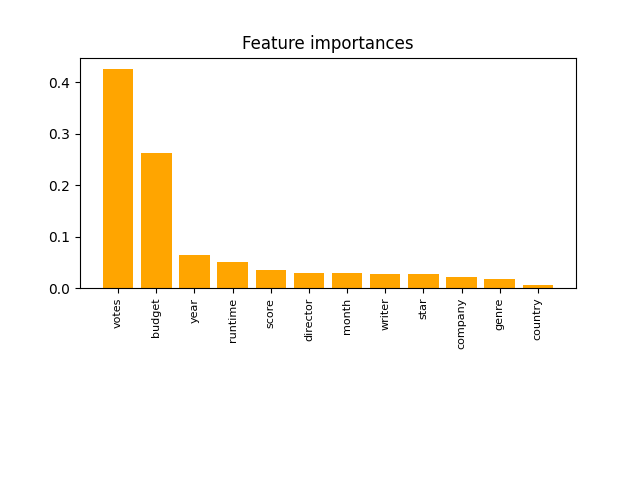 Feature importances
0.4
0.3
0.2
0.1
0.0
votes
budget
year
runtime
score
director
month
writer
star
company
genre
country